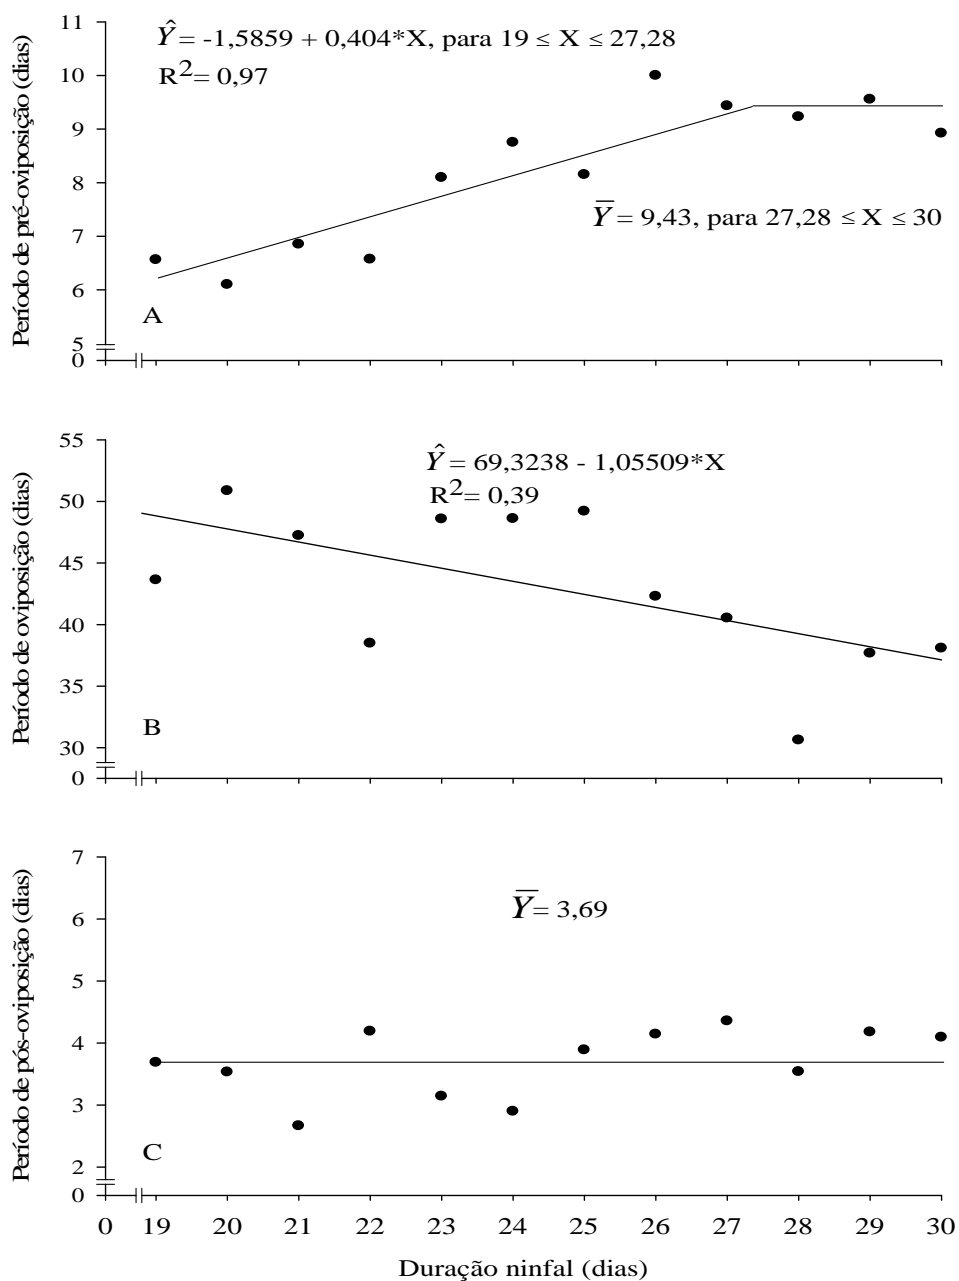 Período de pré-oviposição (dias)
11
10
9
8
7
6
5
0
Ŷ = -1,5859 + 0,404*X, para 19 ≤ X ≤ 27,28
R²= 0,97
Y̅ = 9,43, para 27,28 ≤ X ≤ 30
A
Período de oviposição (dias)
55
50
45
40
35
30
0
Ŷ = 69,3238 - 1,05509*X
R²= 0,39
B
Período de pós-oviposição (dias)
7
6
5
4
3
2
0
Y̅= 3,69
C
0 19 20 21 22 23 24 25 26 27 28 29 30
Duração ninfal (dias)